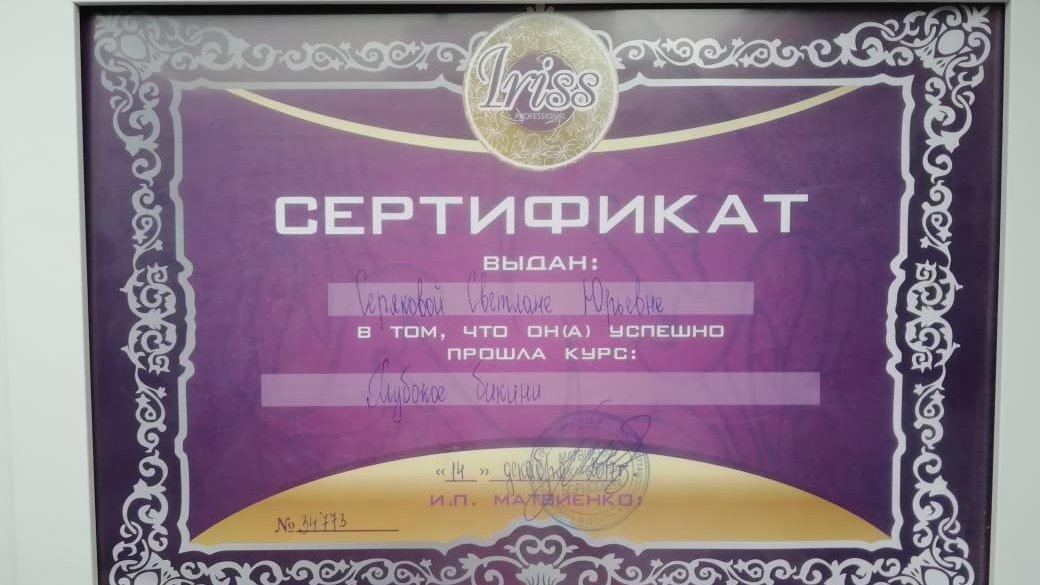 Iriss
PROFESSIONAL
СЕРТИФИКАТ
ВЫДАН:
Серяковой Светлане Юрьевне
В ТОМ, ЧТО ОН(А) УСПЕШНО
ПРОШЛА КУРС:
Глубокое бикини
«14» декабря 2017г
И.П. МАТВИЕНКО:
№ 34773